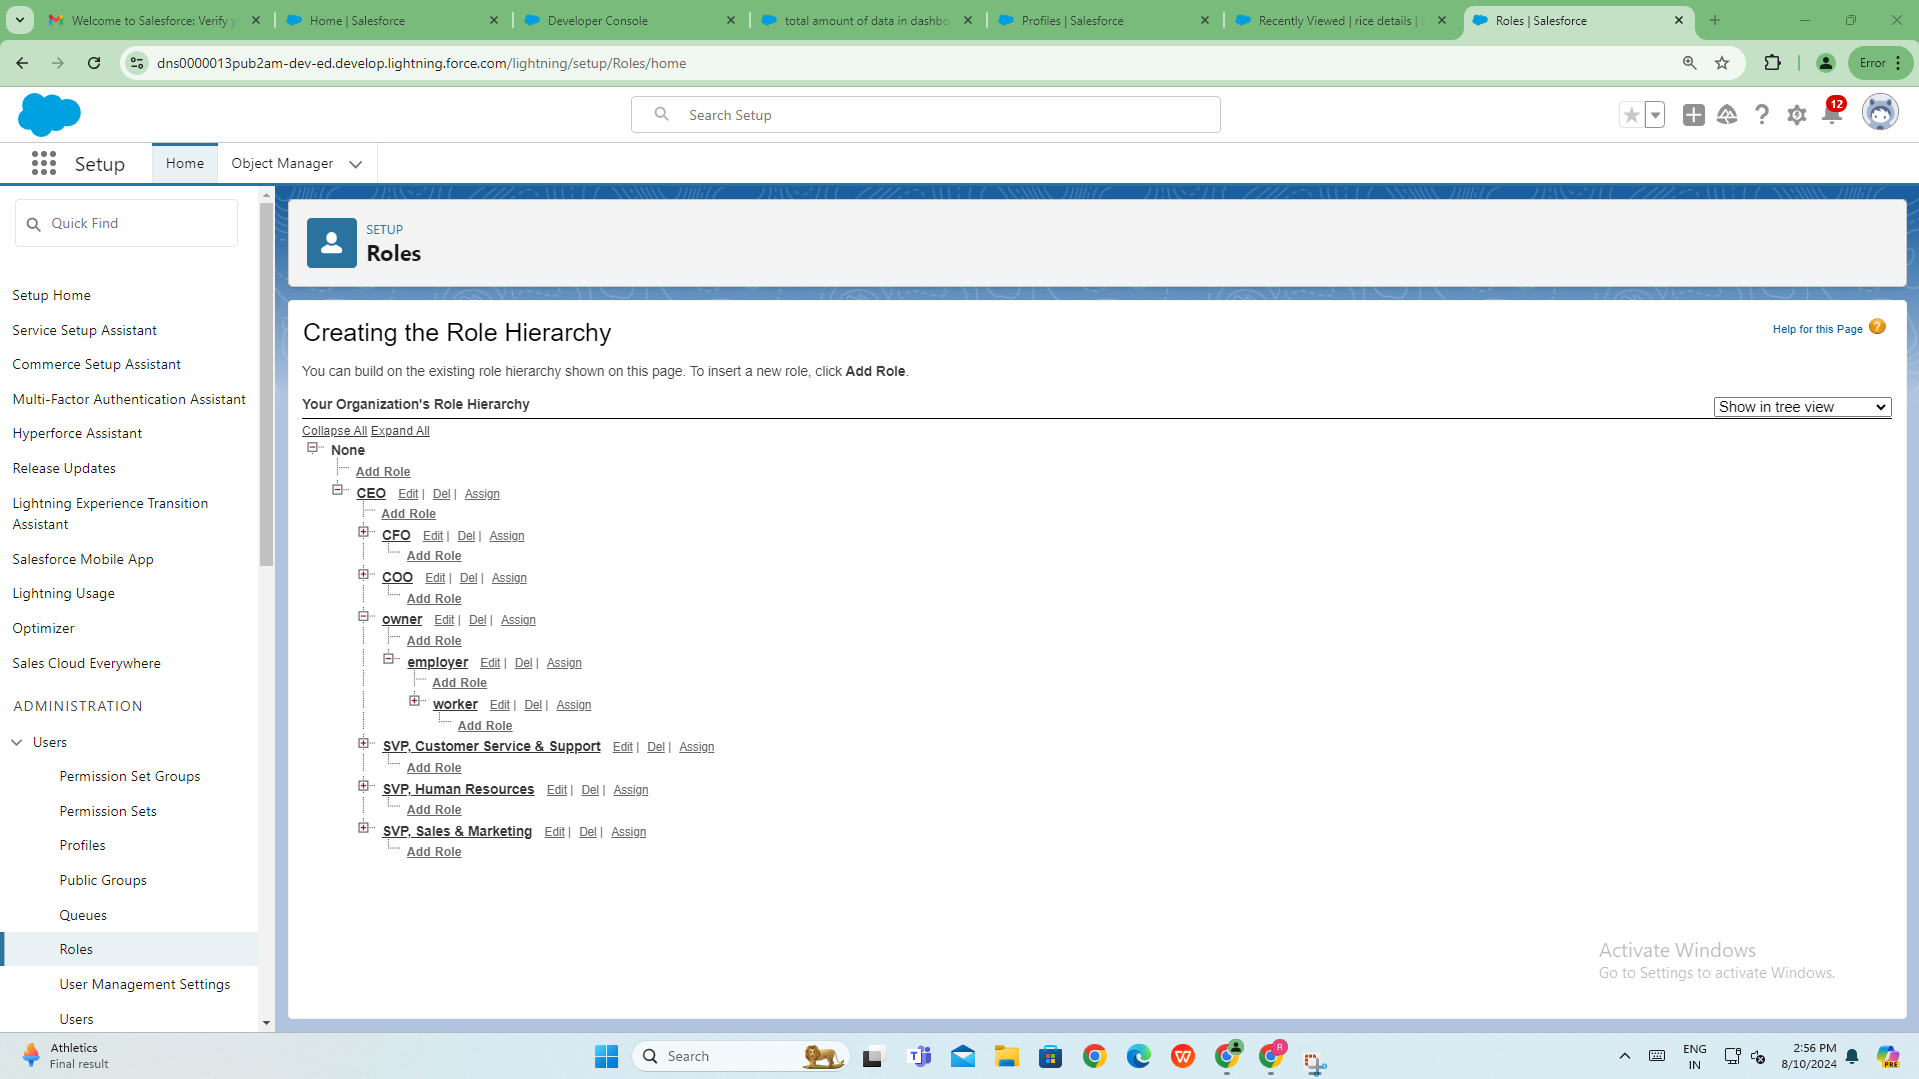 Welcome to Salesforce: Verify y
Home | Salesforce
Developer Console
total amount of data in dashbo
Profiles | Salesforce
Recently Viewed | rice details |
Roles | Salesforce
dns0000013pub2am-dev-ed.develop.lightning.force.com/lightning/setup/Roles/home
Error
Search Setup
12
Setup
Home
Object Manager
Quick Find
Setup Home
Service Setup Assistant
Commerce Setup Assistant
Multi-Factor Authentication Assistant
Hyperforce Assistant
Release Updates
Lightning Experience Transition
Assistant
Salesforce Mobile App
Lightning Usage
Optimizer
Sales Cloud Everywhere
ADMINISTRATION
Users
Permission Set Groups
Permission Sets
Profiles
Public Groups
Queues
Roles
User Management Settings
Users
SETUP
Roles
Creating the Role Hierarchy
Help for this Page ?
You can build on the existing role hierarchy shown on this page. To insert a new role, click Add Role.
Your Organization's Role Hierarchy
Show in tree view
Collapse All Expand All
None
Add Role
CEO Edit | Del | Assign
Add Role
CFO Edit | Del | Assign
Add Role
COO Edit | Del | Assign
Add Role
owner Edit | Del | Assign
Add Role
employer Edit | Del | Assign
Add Role
worker Edit | Del | Assign
Add Role
SVP, Customer Service & Support Edit | Del | Assign
Add Role
SVP, Human Resources Edit | Del | Assign
Add Role
SVP, Sales & Marketing Edit | Del | Assign
Add Role
Activate Windows
Go to Settings to activate Windows.
Athletics
Final result
Search
R
ENG
IN
2:56 PM
8/10/2024
PRE